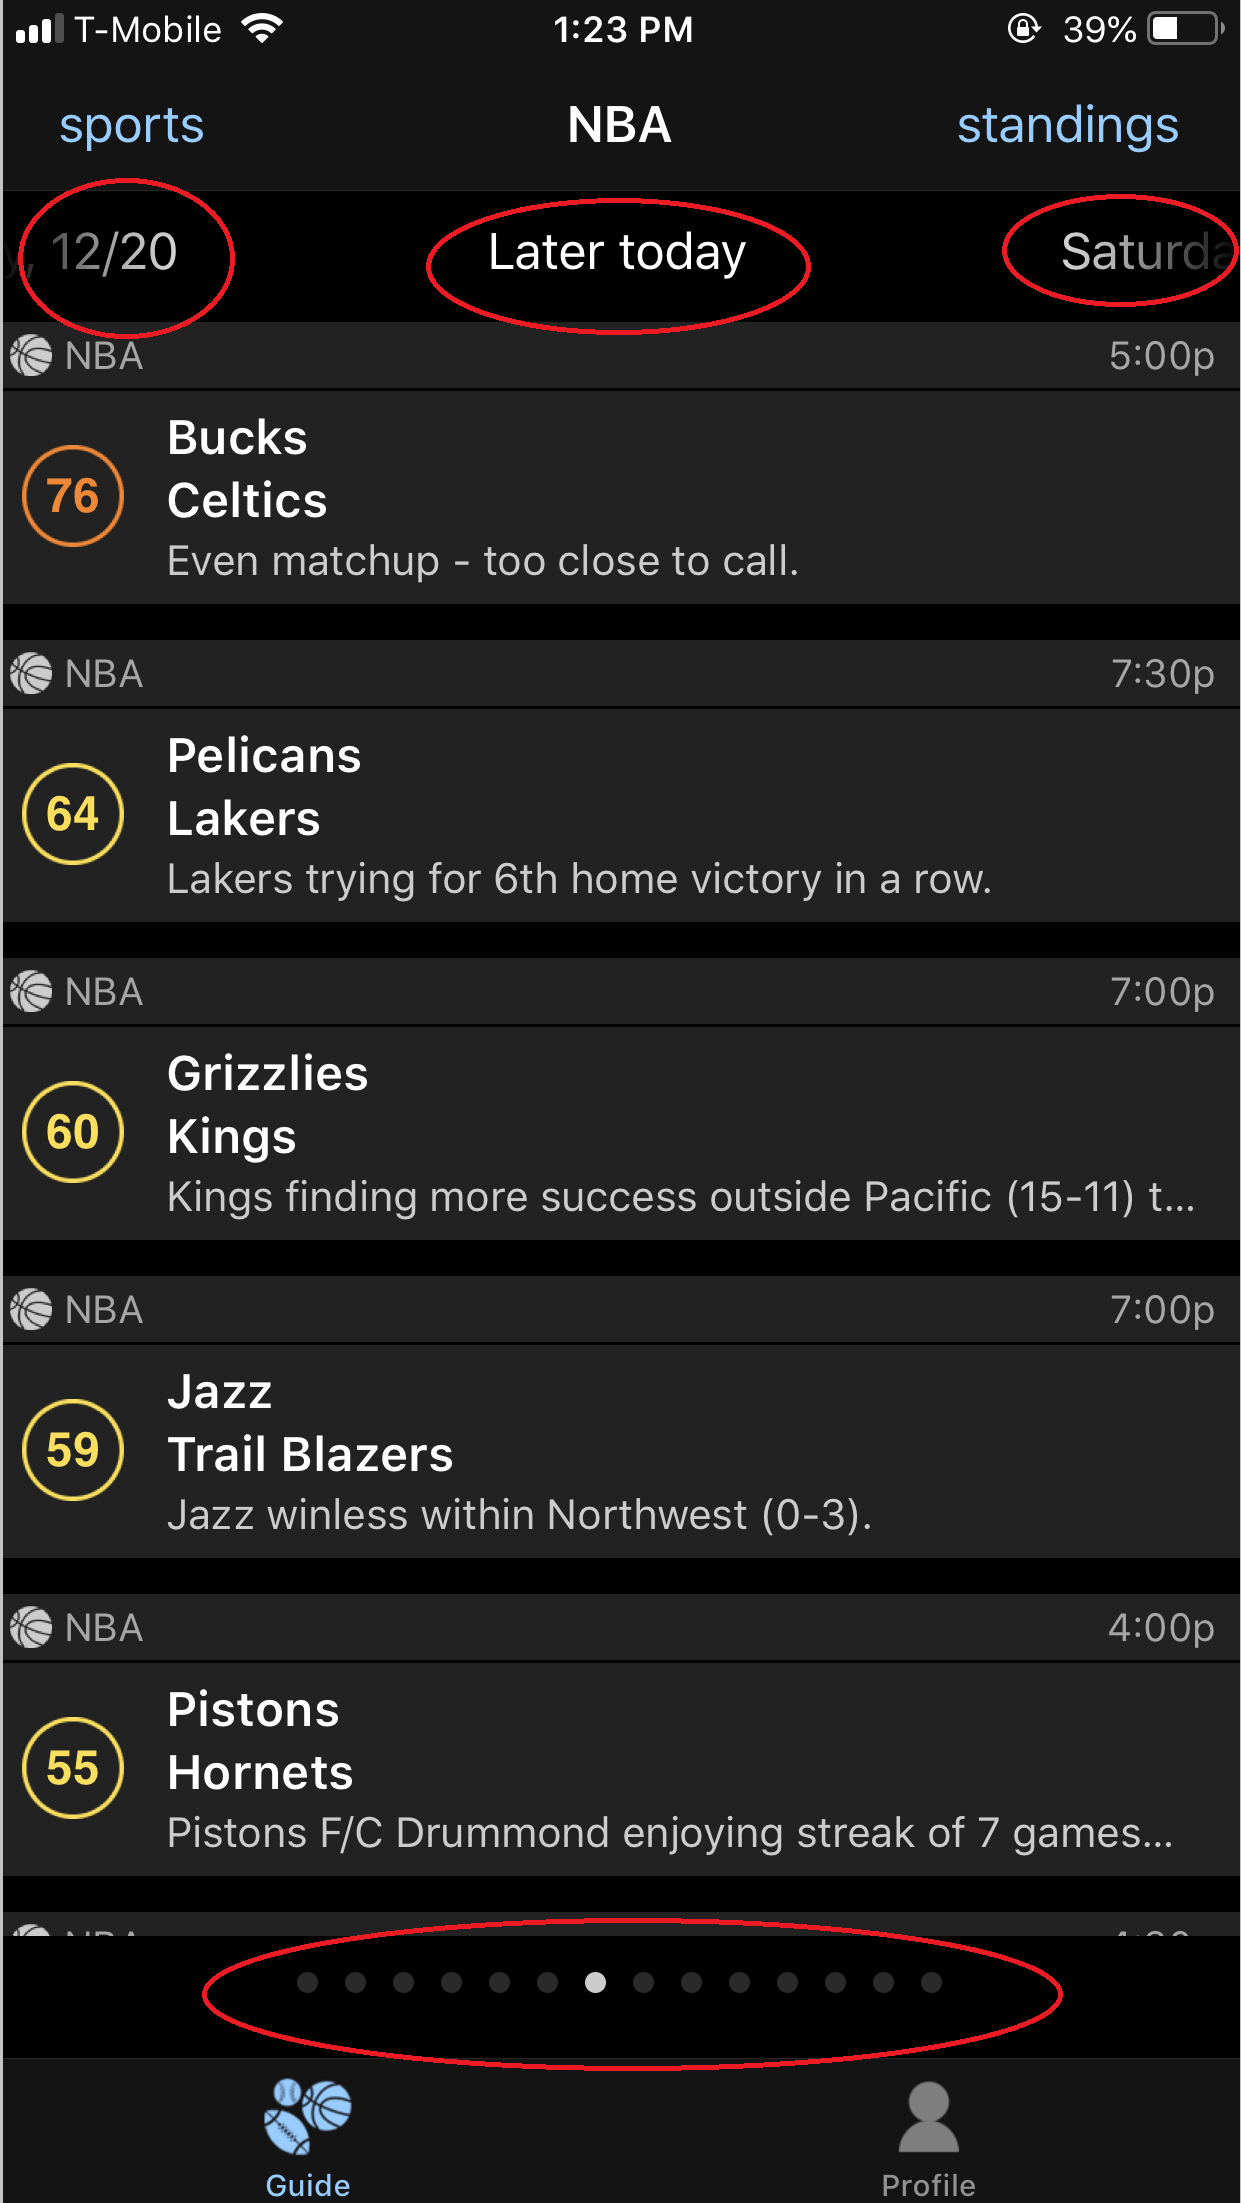 T-Mobile 1:23 PM 39%
sports NBA standings
12/20 Later today Saturda
NBA 5:00p
76
Bucks
Celtics
Even matchup - too close to call.
NBA 7:30p
64
Pelicans
Lakers
Lakers trying for 6th home victory in a row.
NBA 7:00p
60
Grizzlies
Kings
Kings finding more success outside Pacific (15-11) t...
NBA 7:00p
59
Jazz
Trail Blazers
Jazz winless within Northwest (0-3).
NBA 4:00p
55
Pistons
Hornets
Pistons F/C Drummond enjoying streak of 7 games...
Guide Profile